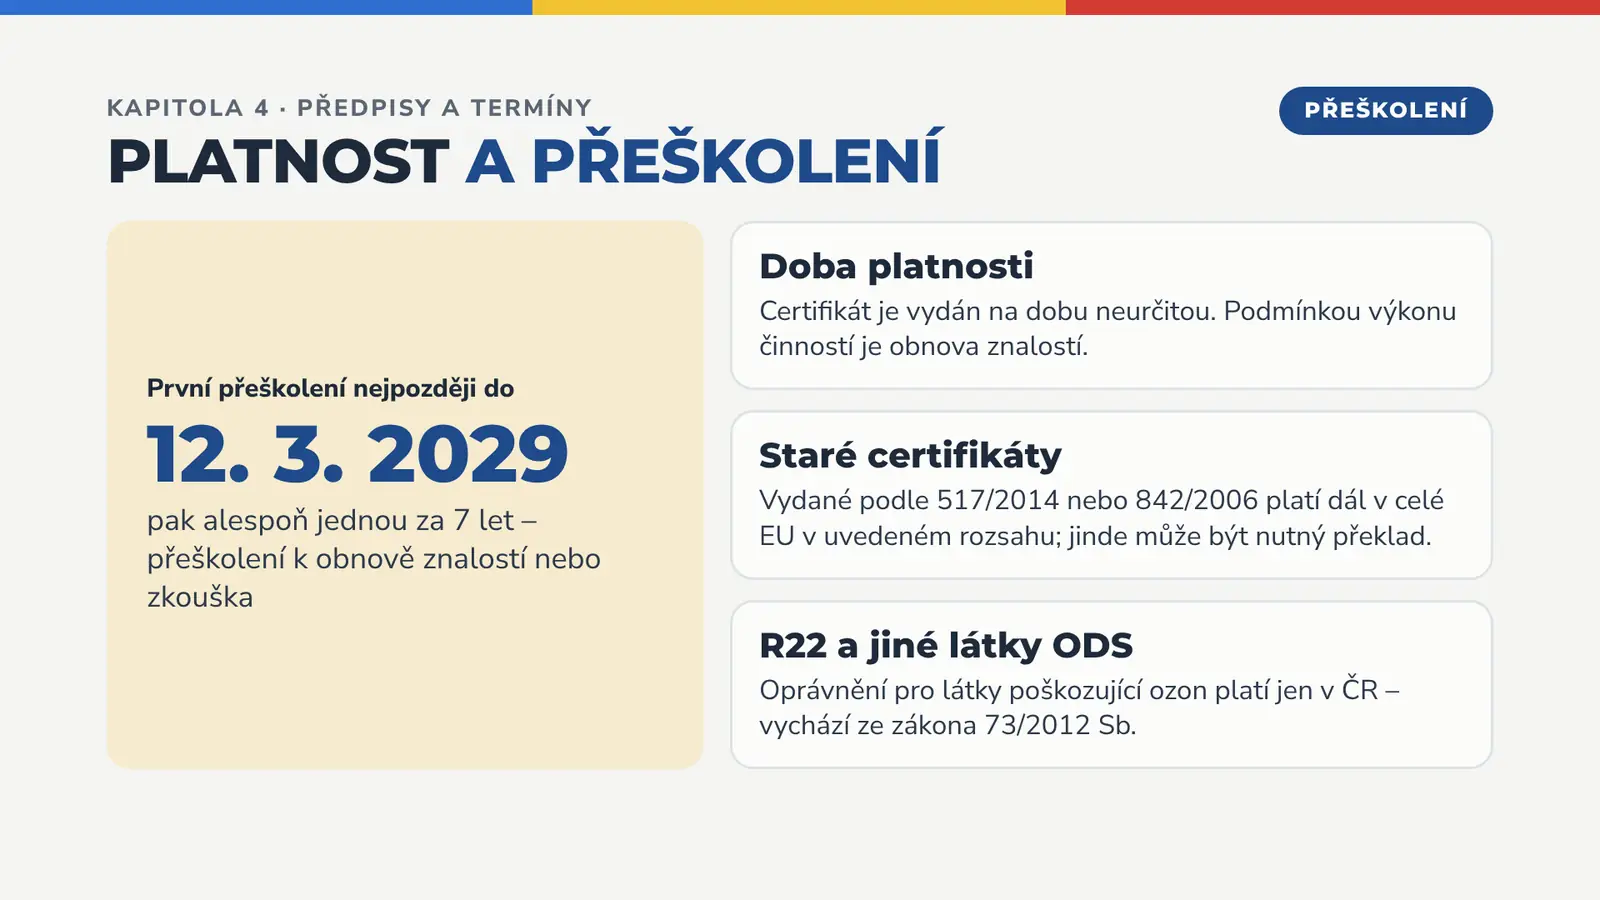 KAPITOLA 4 · PŘEDPISY A TERMÍNY
PŘEŠKOLENÍ
PLATNOST A PŘEŠKOLENÍ
První přeškolení nejpozději do
12. 3. 2029
pak alespoň jednou za 7 let –
přeškolení k obnově znalostí nebo
zkouška
Doba platnosti
Certifikát je vydán na dobu neurčitou. Podmínkou výkonu
činností je obnova znalostí.
Staré certifikáty
Vydané podle 517/2014 nebo 842/2006 platí dál v celé
EU v uvedeném rozsahu; jinde může být nutný překlad.
R22 a jiné látky ODS
Oprávnění pro látky poškozující ozon platí jen v ČR –
vychází ze zákona 73/2012 Sb.